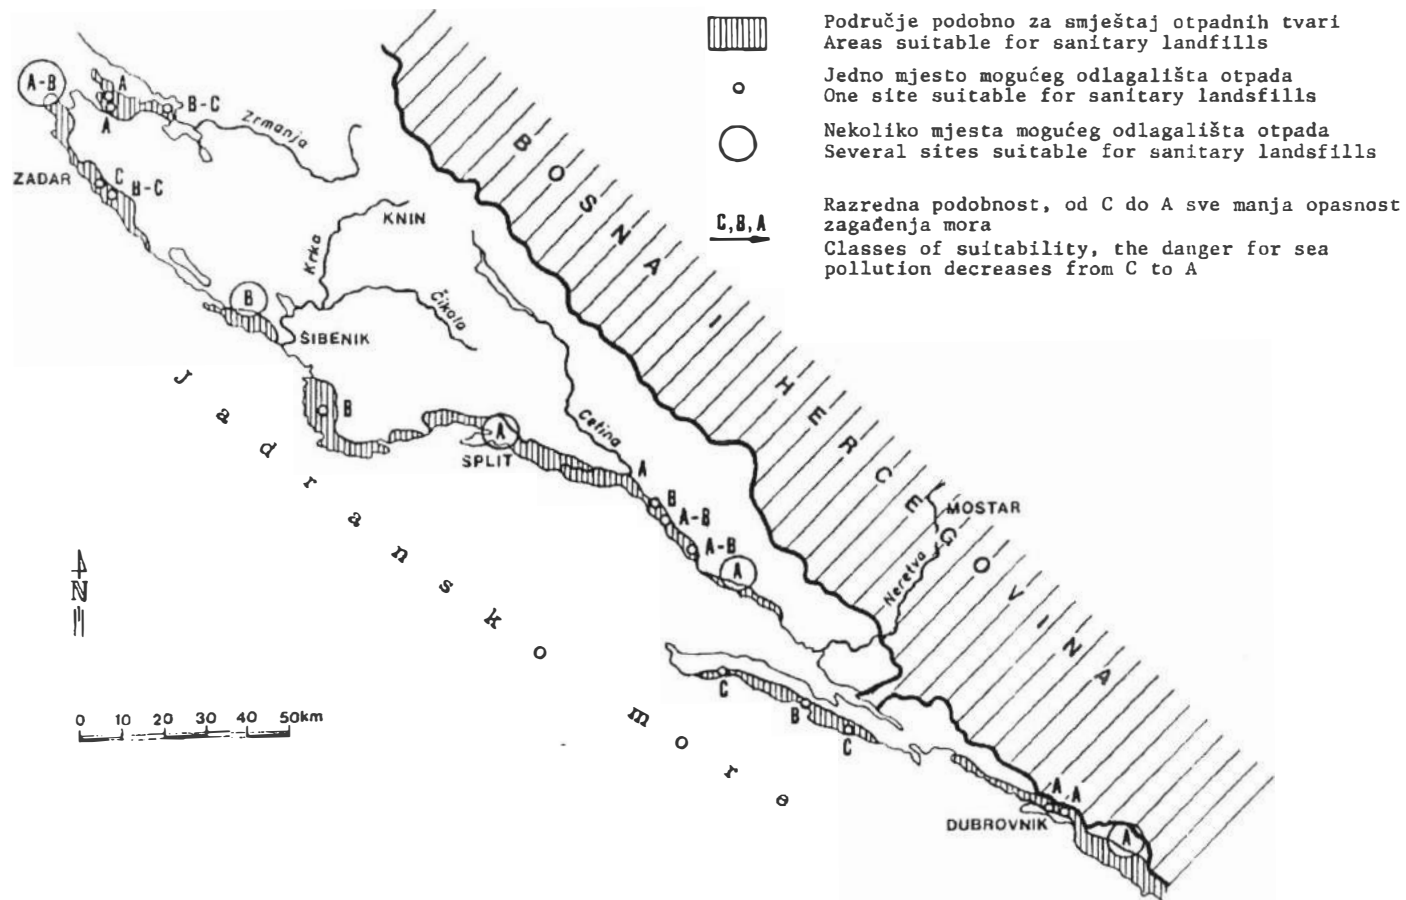 Područje podobno za smještaj otpadnih tvari
Areas suitable for sanitary landfills
Jedno mjesto mogućeg odlagališta otpada
One site suitable for sanitary landsfills
Nekoliko mjesta mogućeg odlagališta otpada
Several sites suitable for sanitary landsfills
C, B, A
Razredna podobnost, od C do A sve manja opasnost
zagađenja mora
Classes of suitability, the danger for sea
pollution decreases from C to A
A-B
A
B-C
A
Zrmanja
ZADAR
C
B-C
KNIN
Krka
Čikola
B
ŠIBENIK
B
A
SPLIT
Cetina
A
B
A-B
A-B
A
BOSNA I HERCEGOVINA
MOSTAR
Neretva
Jadransko more
N
0 10 20 30 40 50km
C
B
C
A A
DUBROVNIK
A